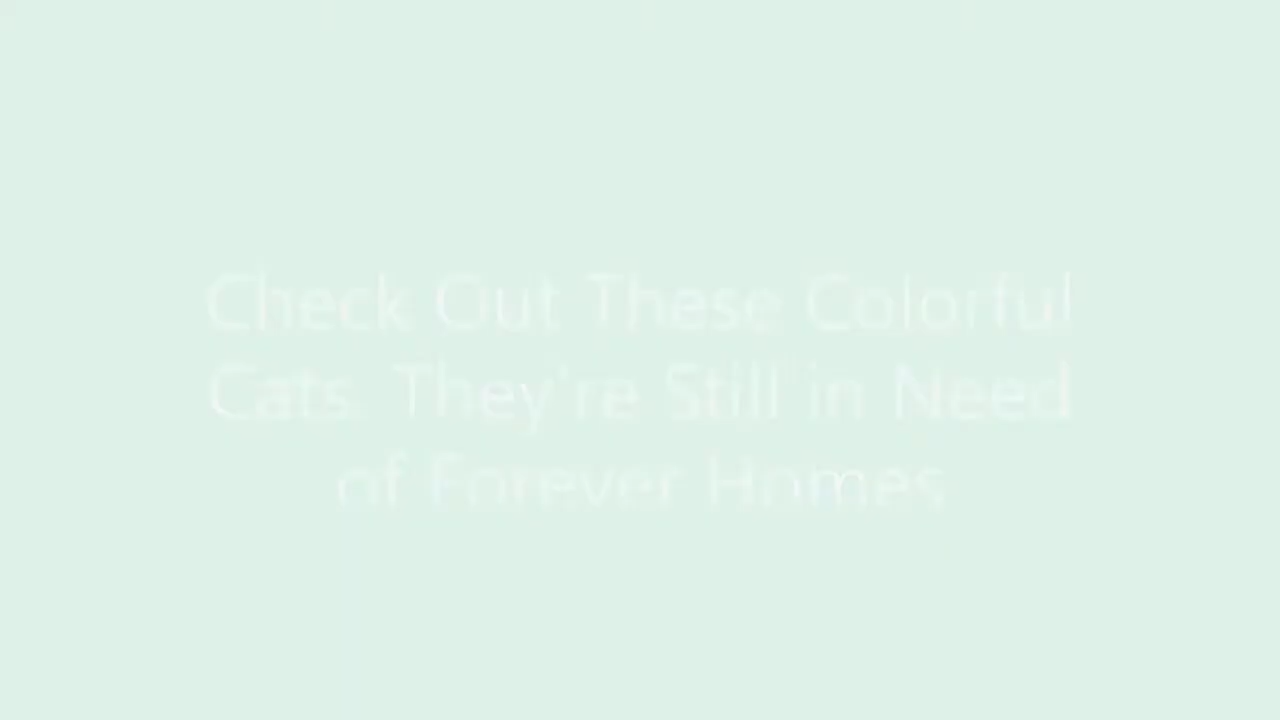 Check Out These Colorful
Cats. They're Still in Need
of Forever Homes